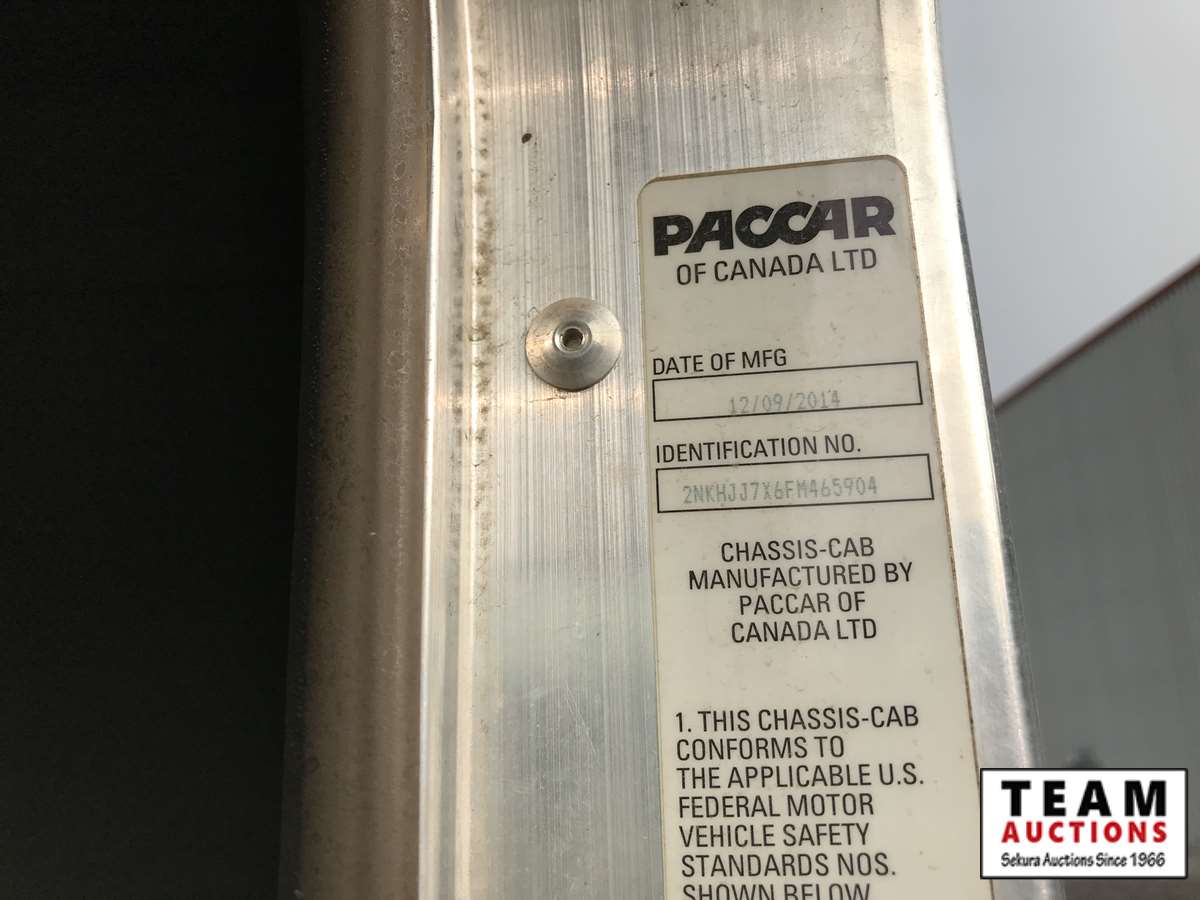 PACCAR
OF CANADA LTD
DATE OF MFG
12/09/2014
IDENTIFICATION NO.
2NKHJJ7X6FM465904
CHASSIS-CAB
MANUFACTURED BY
PACCAR OF
CANADA LTD
1. THIS CHASSIS-CAB
CONFORMS TO
THE APPLICABLE U.S.
FEDERAL MOTOR
VEHICLE SAFETY
STANDARDS NOS.
SHOWN BELOW
TEAM
AUCTIONS
Sekura Auctions Since 1966